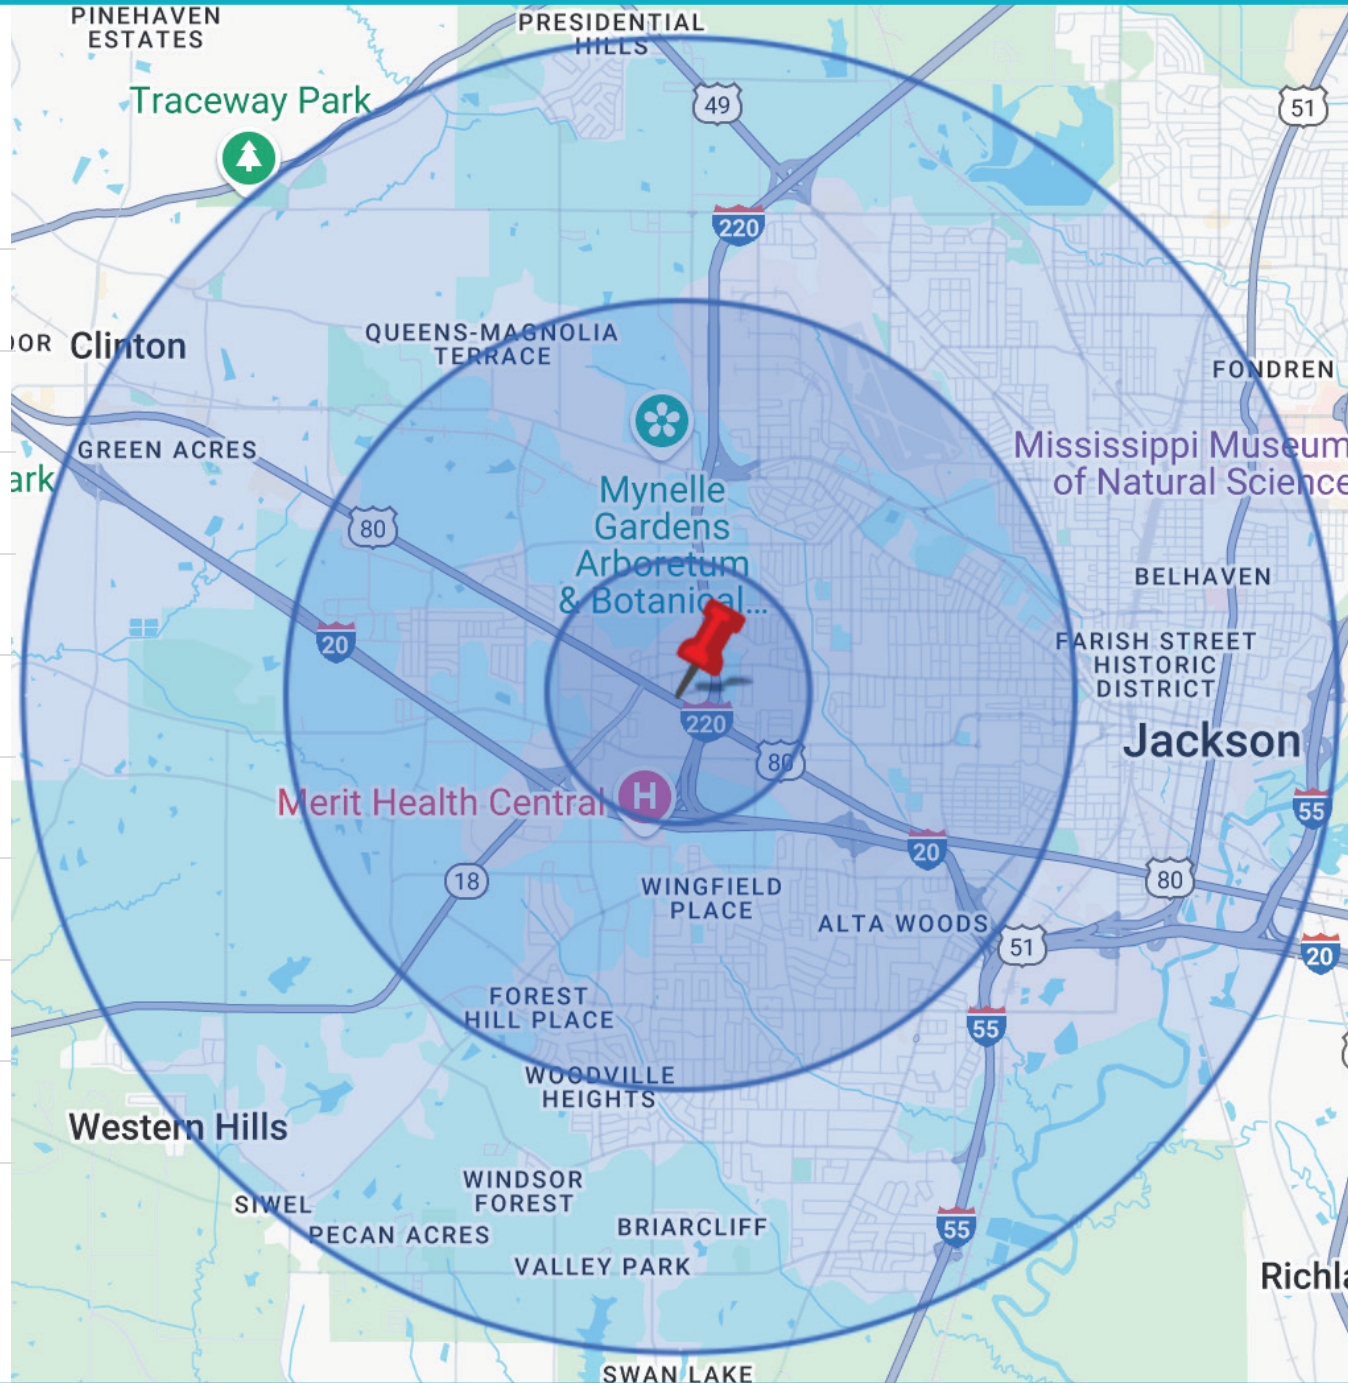 PINEHAVEN
ESTATES
PRESIDENTIAL
HILLS
Traceway Park
49
51
220
OOR
Clinton
QUEENS-MAGNOLIA
TERRACE
FONDREN
GREEN ACRES
Mississippi Museum
of Natural Science
ark
Mynelle
Gardens
Arboretum
& Botanical...
80
BELHAVEN
20
FARISH STREET
HISTORIC
DISTRICT
220
Jackson
80
Merit Health Central
H
55
20
18
80
WINGFIELD
PLACE
ALTA WOODS
51
20
FOREST
HILL PLACE
55
WOODVILLE
HEIGHTS
Western Hills
WINDSOR
FOREST
SIWEL
PECAN ACRES
BRIARCLIFF
55
VALLEY PARK
Richla
SWAN LAKE